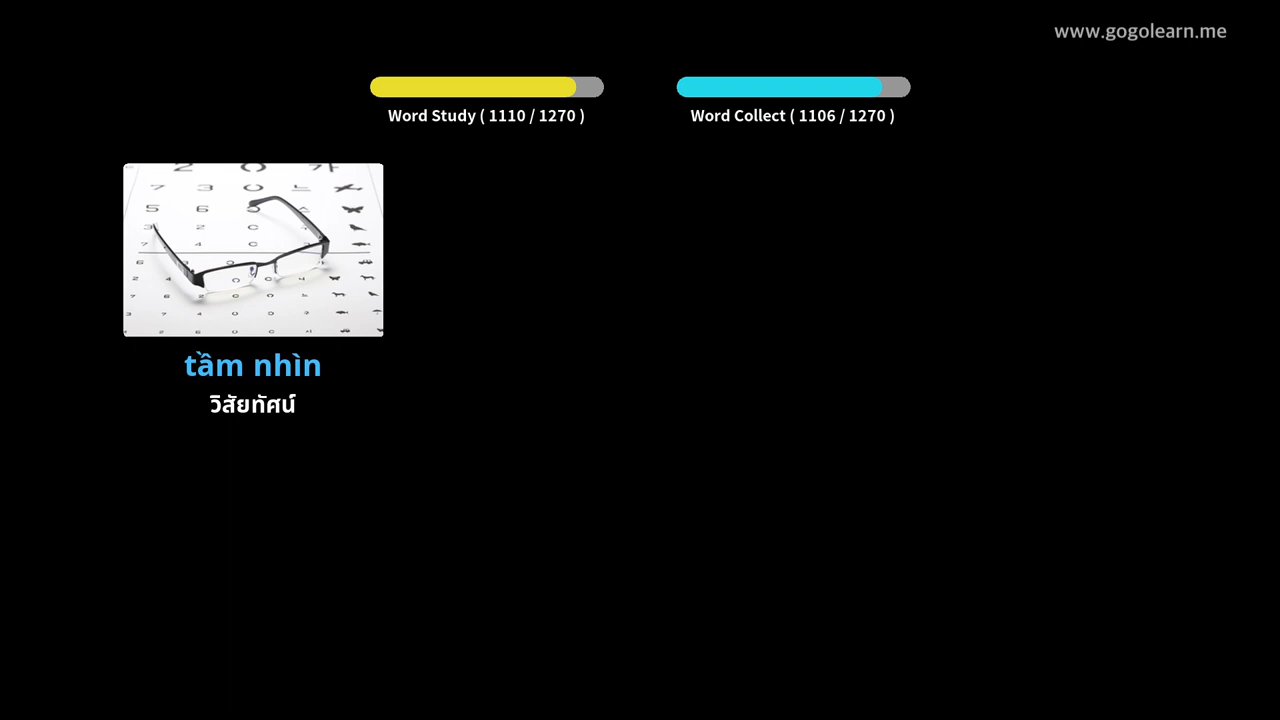 www.gogolearn.me
Word Study ( 1110 / 1270 )
Word Collect ( 1106 / 1270 )
tầm nhìn
วิสัยทัศน์